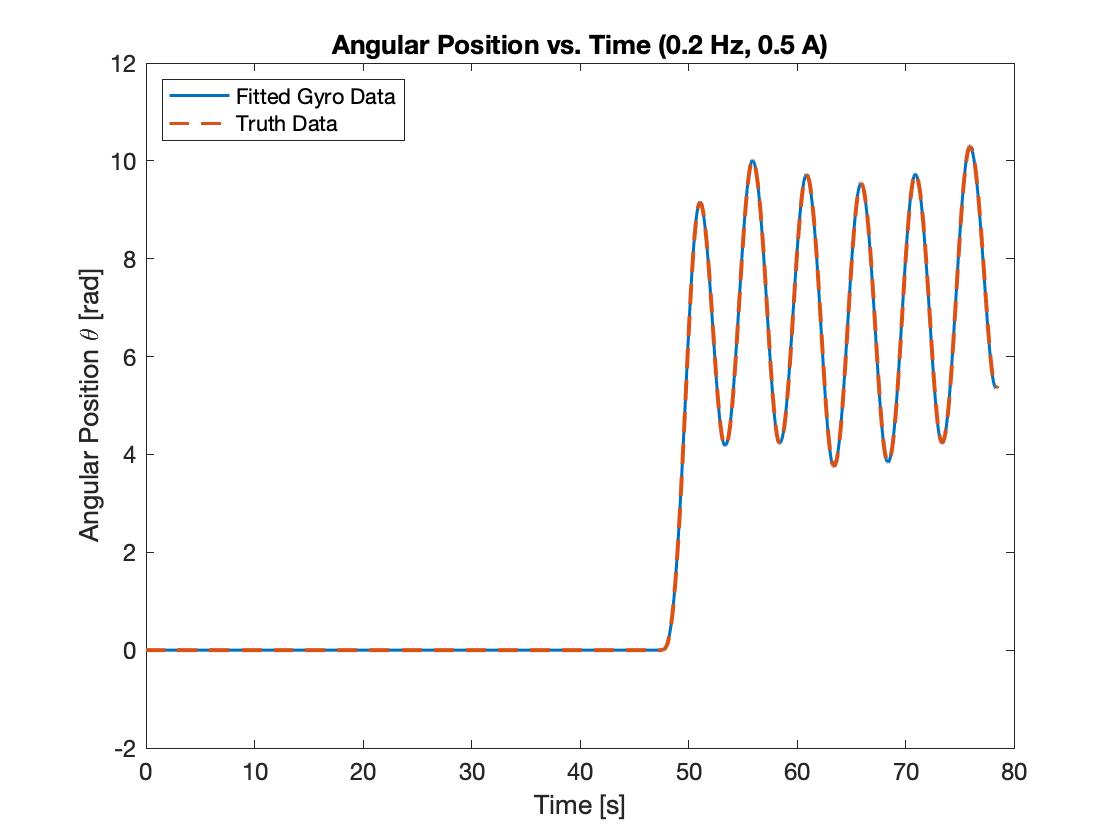 Angular Position vs. Time (0.2 Hz, 0.5 A)
Fitted Gyro Data
Truth Data
12
10
8
6
4
2
0
-2
Angular Position θ [rad]
0 10 20 30 40 50 60 70 80
Time [s]